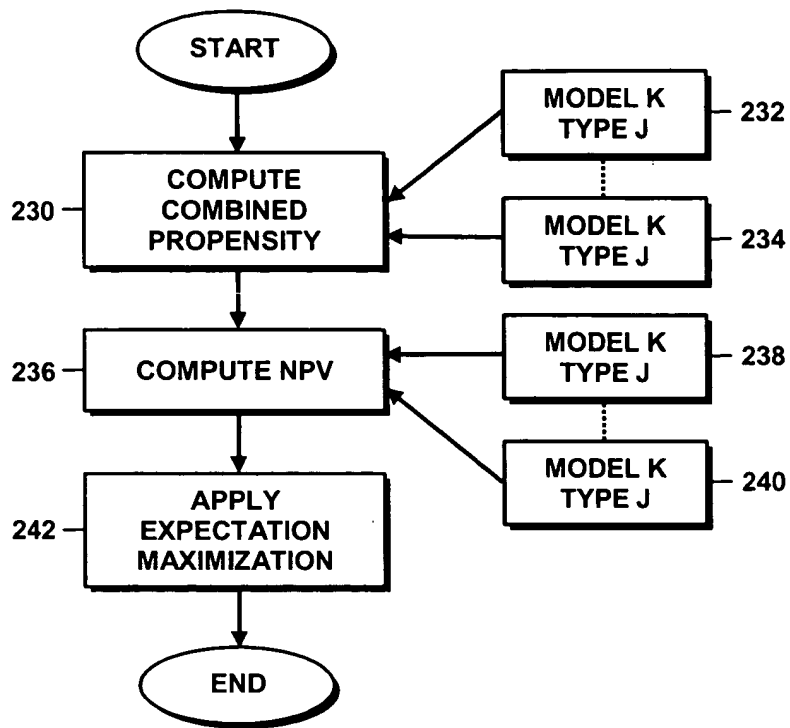 START
MODEL K
TYPE J
232
230
COMPUTE
COMBINED
PROPENSITY
MODEL K
TYPE J
234
236
COMPUTE NPV
MODEL K
TYPE J
238
242
APPLY
EXPECTATION
MAXIMIZATION
MODEL K
TYPE J
240
END